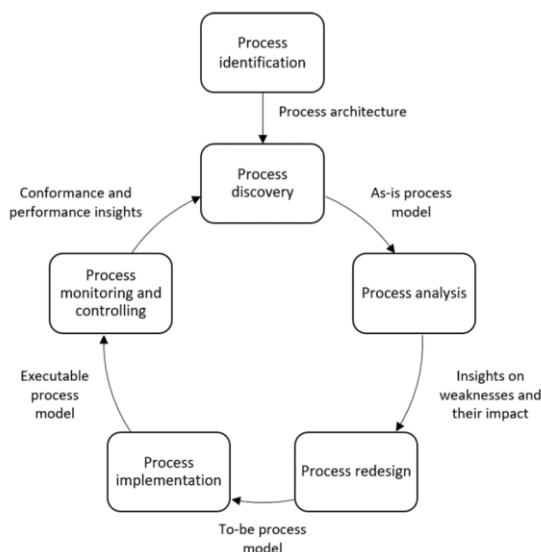 Process
identification
Process architecture
Process
discovery
As-is process
model
Process analysis
Insights on
weaknesses and
their impact
Process redesign
To-be process
model
Process
implementation
Executable
process
model
Process
monitoring and
controlling
Conformance and
performance insights